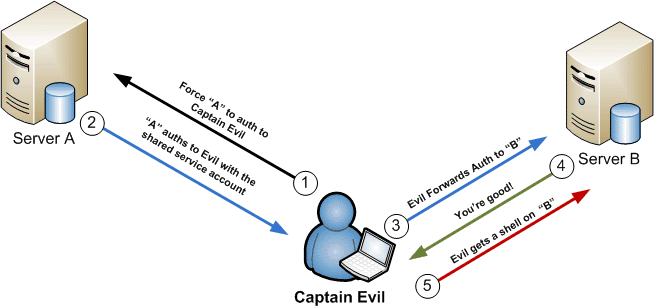 Server A
2
Force “A” to auth to
Captain Evil
“A” auths to Evil with the
shared service account
1
Captain Evil
3
Evil Forwards Auth to “B”
You’re good!
4
Server B
Evil gets a shell on “B”
5